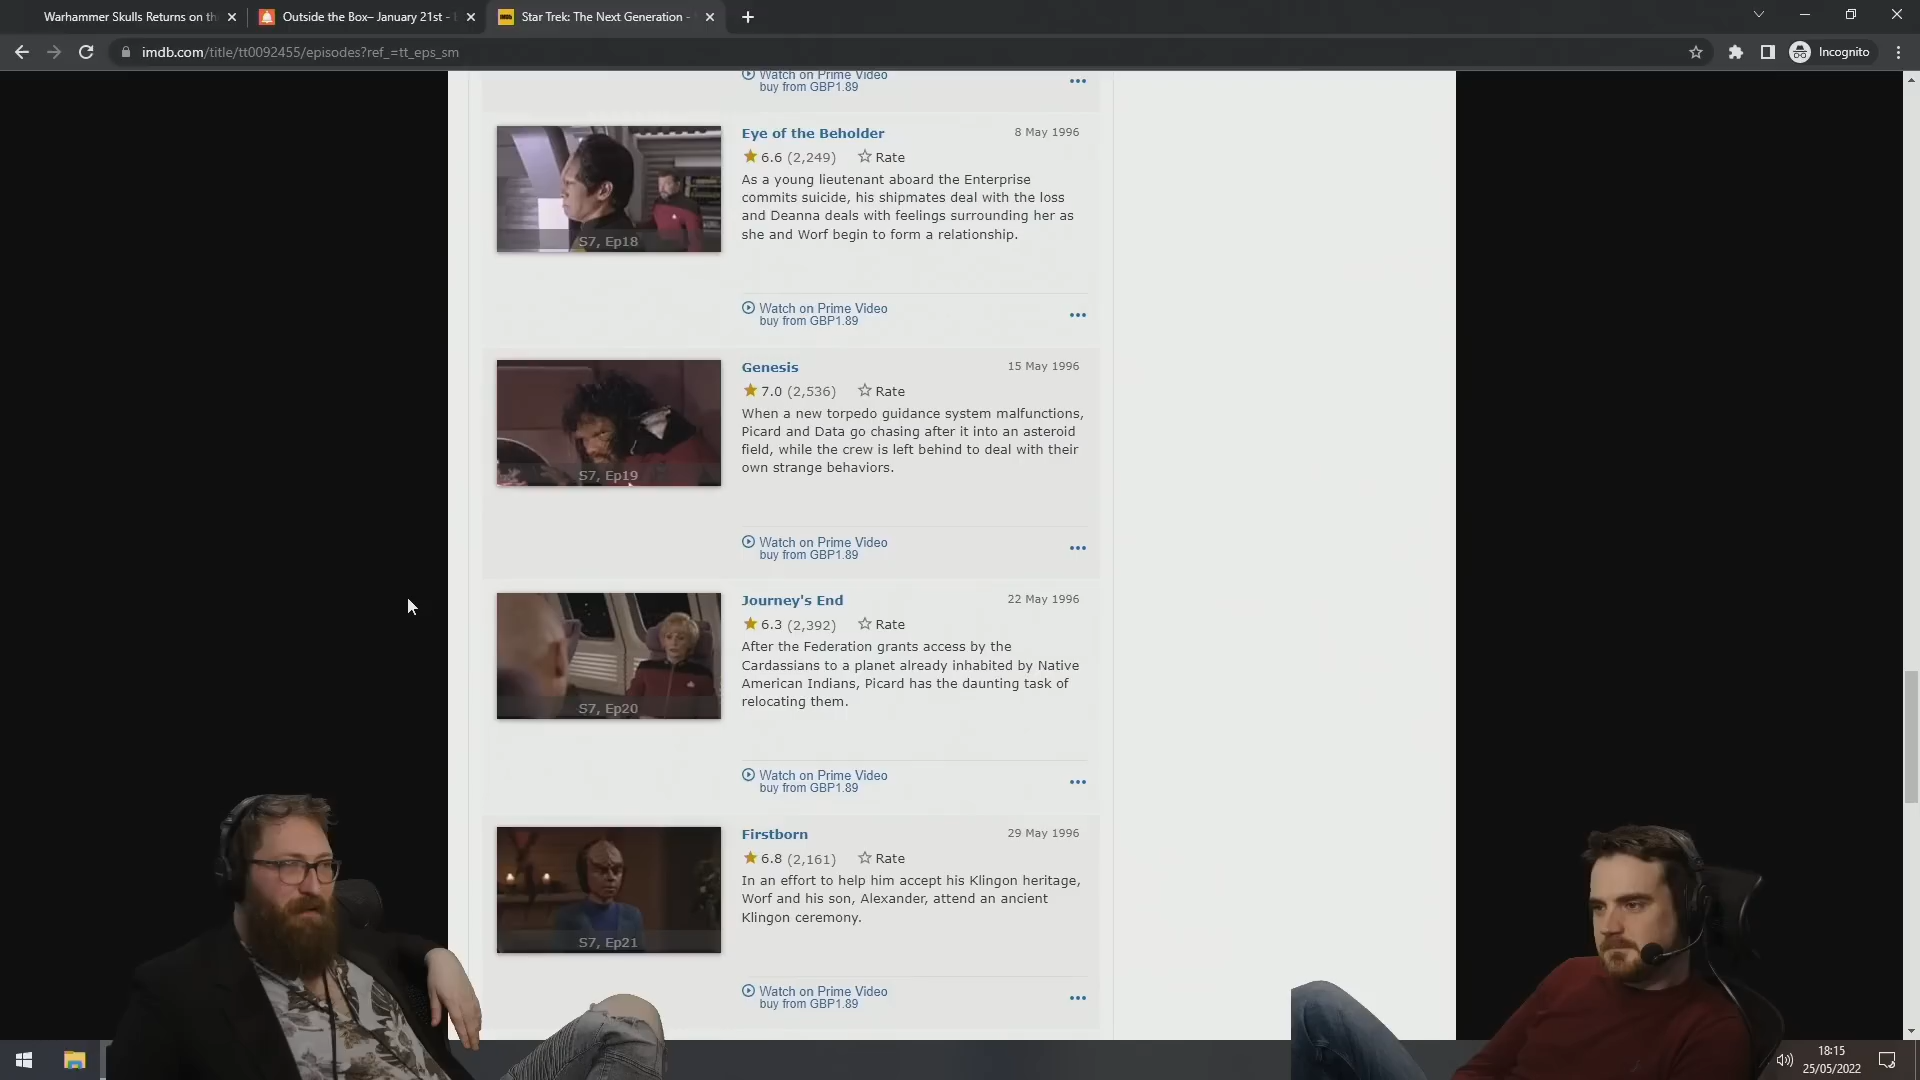 Warhammer Skulls Returns on th
Outside the Box– January 21st -
Star Trek: The Next Generation -
imdb.com/title/tt0092455/episodes?ref_=tt_eps_sm
Incognito
Watch on Prime Video
buy from GBP1.89
Eye of the Beholder
8 May 1996
6.6 (2,249)
Rate
As a young lieutenant aboard the Enterprise
commits suicide, his shipmates deal with the loss
and Deanna deals with feelings surrounding her as
she and Worf begin to form a relationship.
S7, Ep18
Watch on Prime Video
buy from GBP1.89
Genesis
15 May 1996
7.0 (2,536)
Rate
When a new torpedo guidance system malfunctions,
Picard and Data go chasing after it into an asteroid
field, while the crew is left behind to deal with their
own strange behaviors.
S7, Ep19
Watch on Prime Video
buy from GBP1.89
Journey's End
22 May 1996
6.3 (2,392)
Rate
After the Federation grants access by the
Cardassians to a planet already inhabited by Native
American Indians, Picard has the daunting task of
relocating them.
S7, Ep20
Watch on Prime Video
buy from GBP1.89
Firstborn
29 May 1996
6.8 (2,161)
Rate
In an effort to help him accept his Klingon heritage,
Worf and his son, Alexander, attend an ancient
Klingon ceremony.
S7, Ep21
Watch on Prime Video
buy from GBP1.89
18:15
25/05/2022